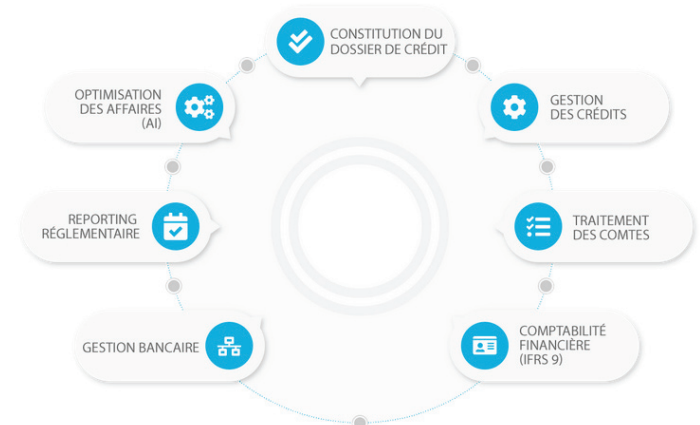 CONSTITUTION DU
DOSSIER DE CRÉDIT
GESTION
DES CRÉDITS
TRAITEMENT
DES COMTES
COMPTABILITÉ
FINANCIÈRE
(IFRS 9)
GESTION BANCAIRE
REPORTING
RÉGLEMENTAIRE
OPTIMISATION
DES AFFAIRES
(AI)